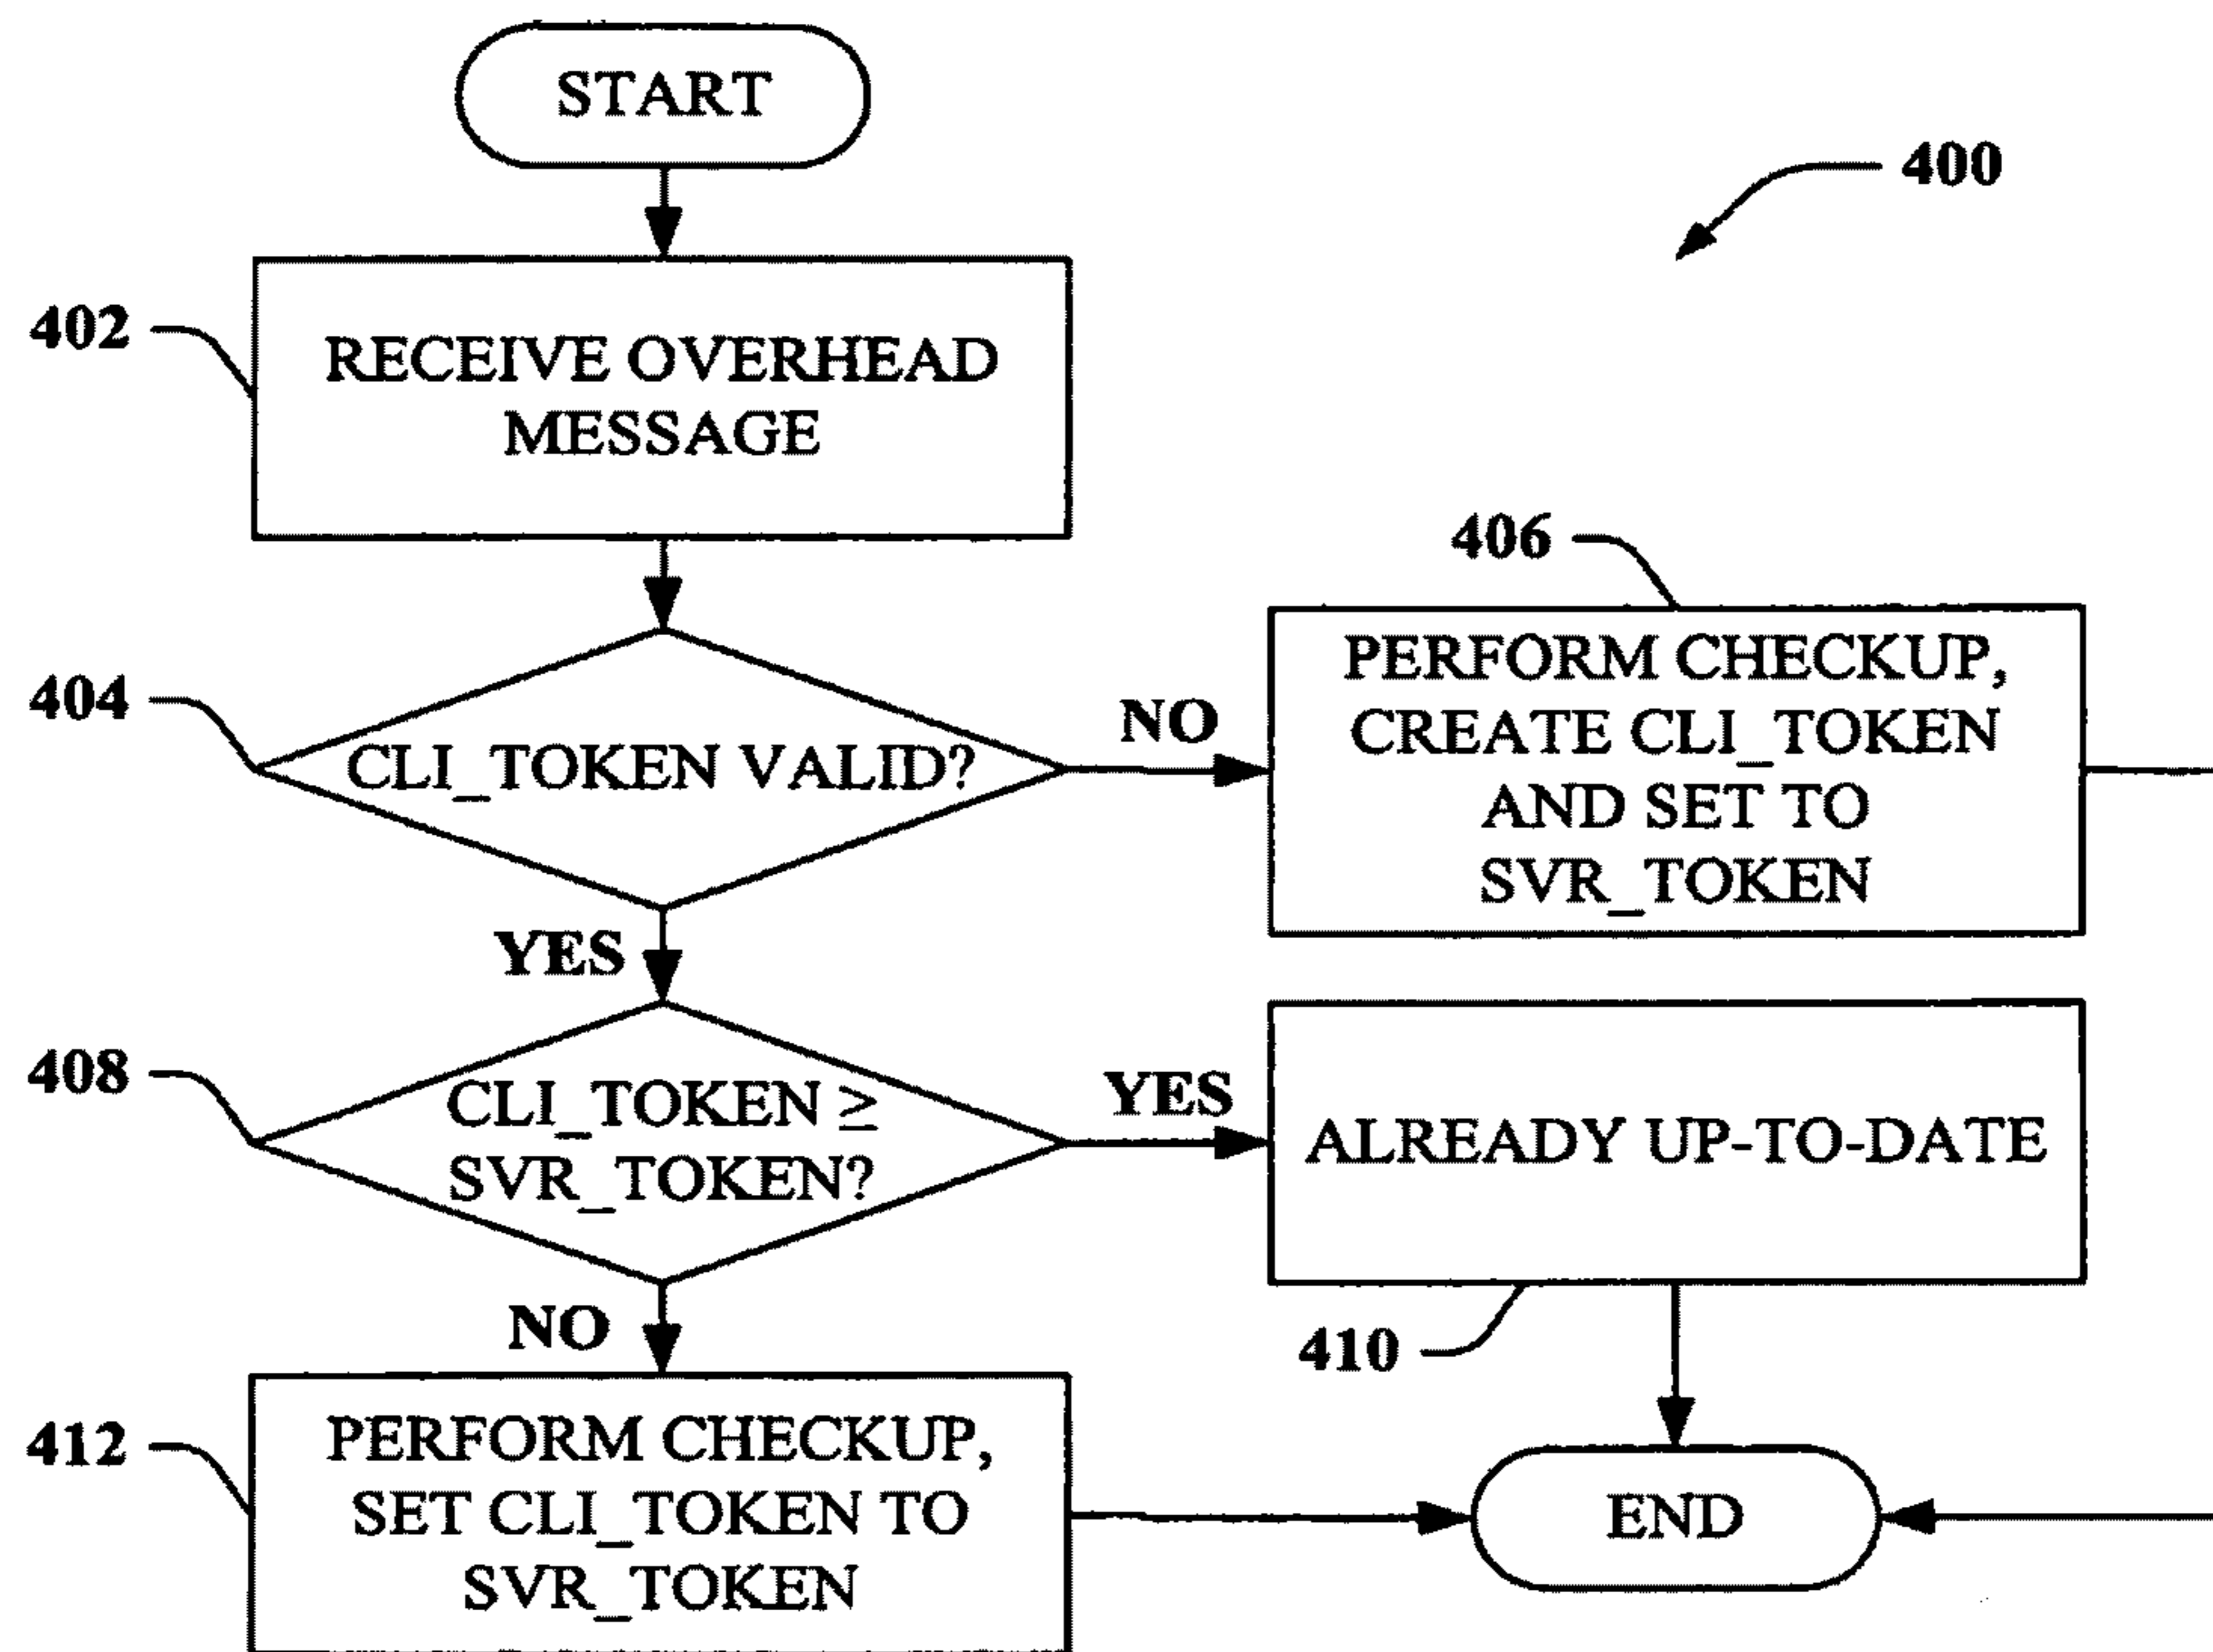 START
400
402
RECEIVE OVERHEAD
MESSAGE
406
404
CLI_TOKEN VALID?
NO
PERFORM CHECKUP,
CREATE CLI_TOKEN
AND SET TO
SVR_TOKEN
YES
408
CLI_TOKEN ≥
SVR_TOKEN?
YES
ALREADY UP-TO-DATE
NO
410
412
PERFORM CHECKUP,
SET CLI_TOKEN TO
SVR_TOKEN
END